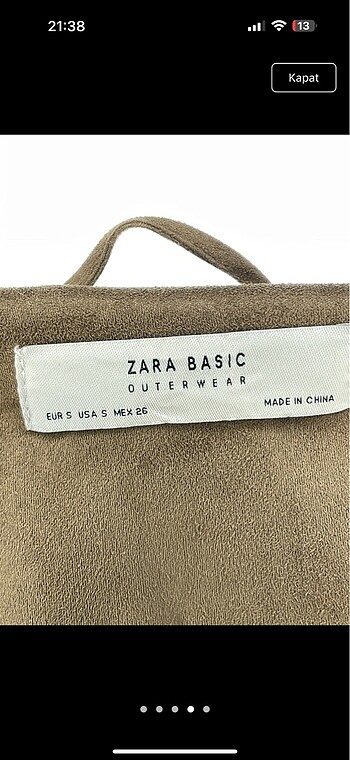 21:38
13
Kapat
ZARA BASIC
OUTERWEAR
EUR S USA S MEX 26
MADE IN CHINA